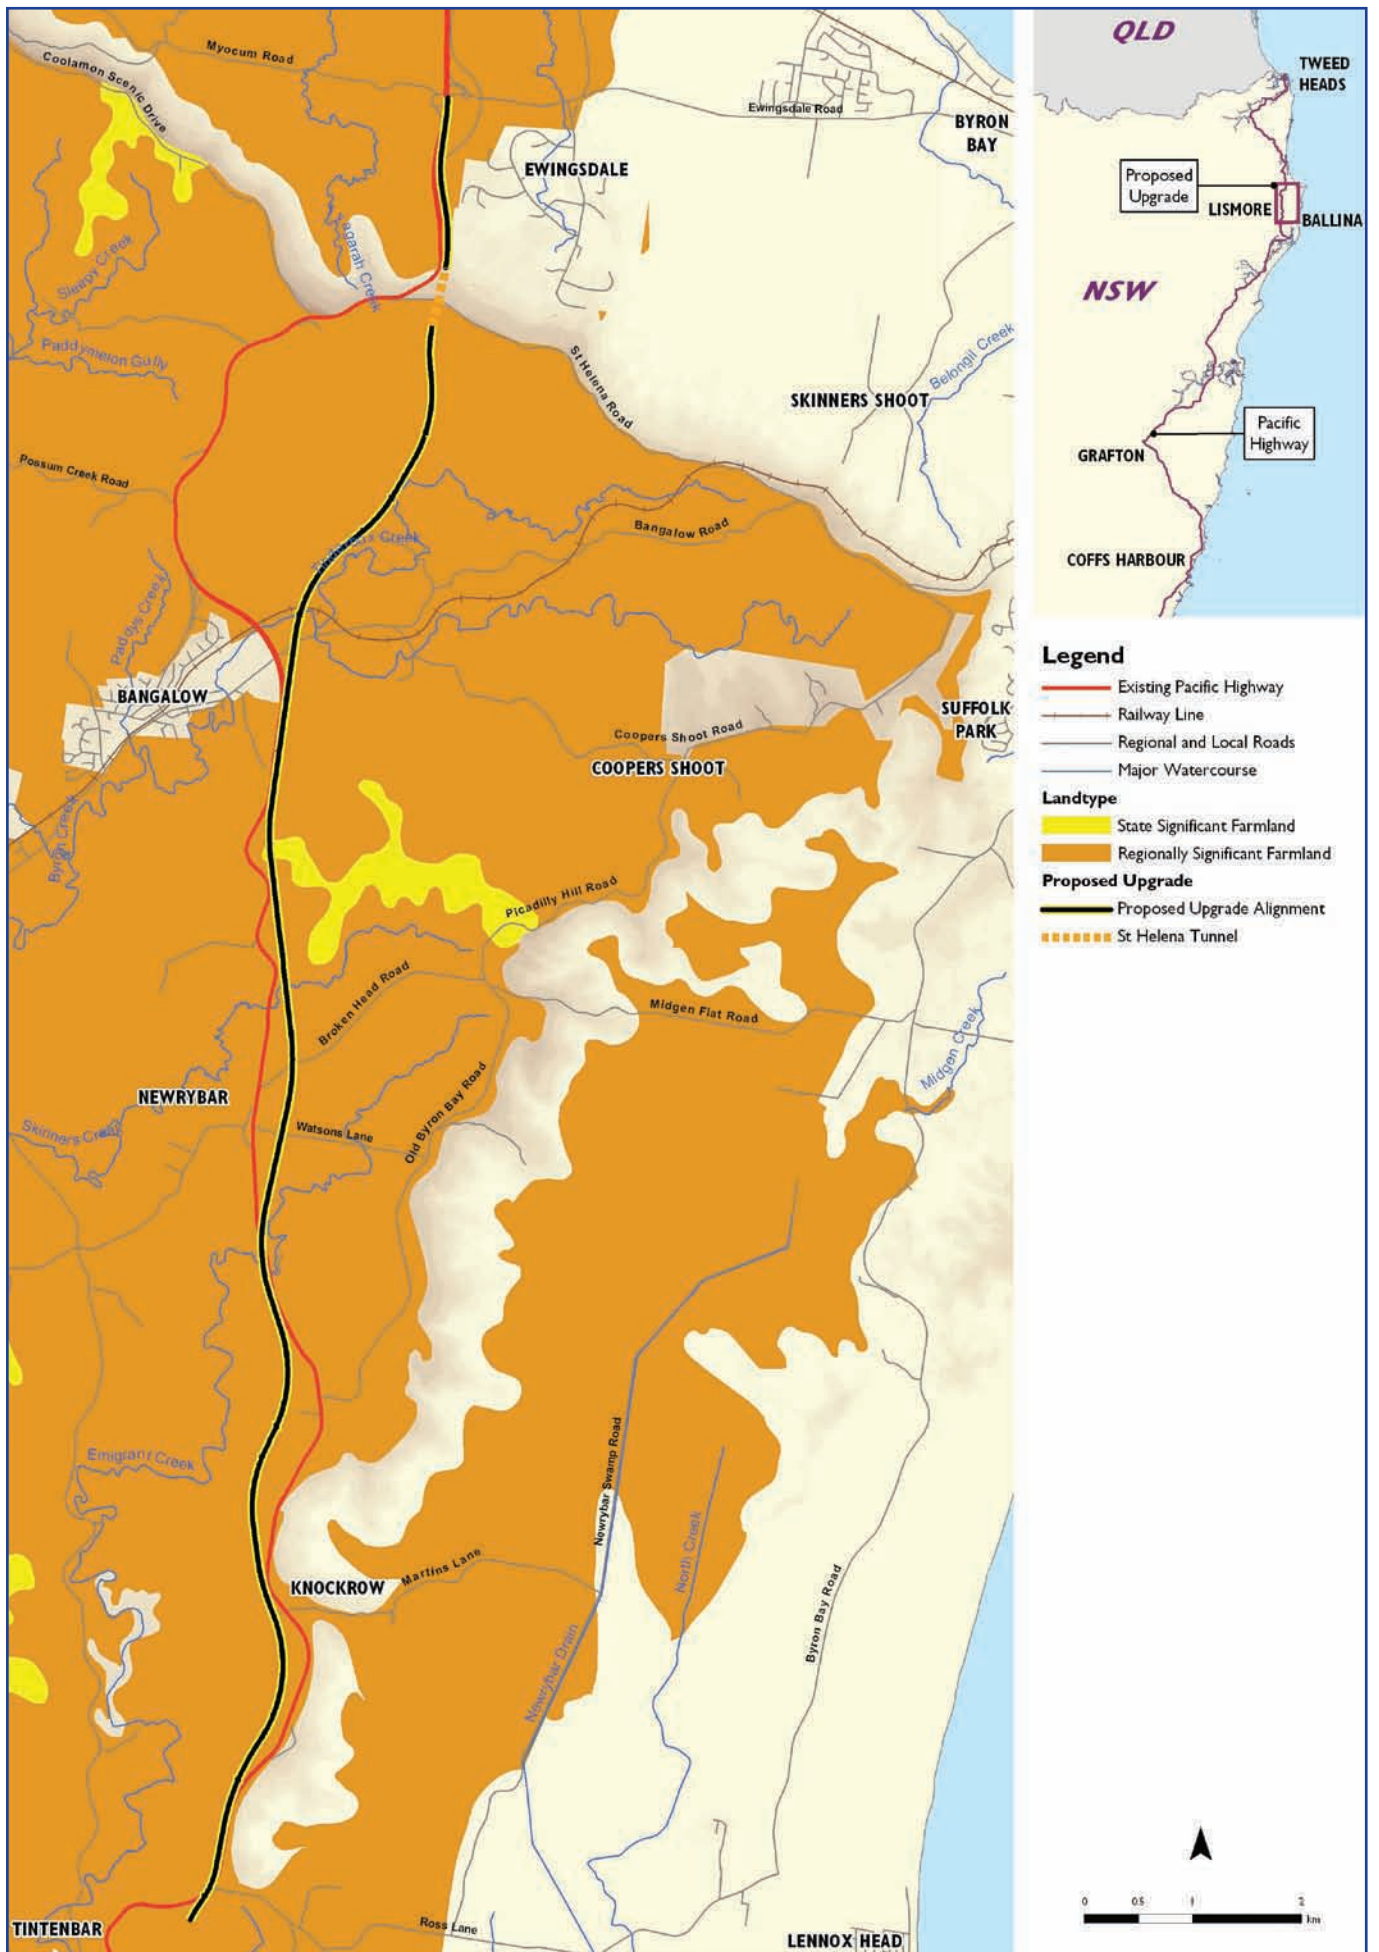 Myocum Road
Coolamon Scenic Drive
Ewingsdale Road
BYRON
BAY
EWINGSDALE
Sleepy Creek
Paddymelon Gully
St Helena Road
Belongil Creek
SKINNERS SHOOT
Possum Creek Road
Bangalow Road
Paddys Creek
BANGALOW
SUFFOLK
PARK
Coopers Shoot Road
COOPERS SHOOT
Byron Creek
Picadilly Hill Road
Broken Head Road
Midgen Flat Road
Midgen Creek
NEWRYBAR
Skinners Creek
Watsons Lane
Old Byron Bay Road
Emigrant Creek
Newrybar Swamp Road
North Creek
KNOCKROW
Martins Lane
Byron Bay Road
Newrybar Drain
TINTENBAR
Ross Lane
LENNOX HEAD
QLD
TWEED
HEADS
Proposed
Upgrade
LISMORE
BALLINA
NSW
Pacific
Highway
GRAFTON
COFFS HARBOUR
Legend
Existing Pacific Highway
Railway Line
Regional and Local Roads
Major Watercourse
Landtype
State Significant Farmland
Regionally Significant Farmland
Proposed Upgrade
Proposed Upgrade Alignment
St Helena Tunnel
0 0.5 1 2
km